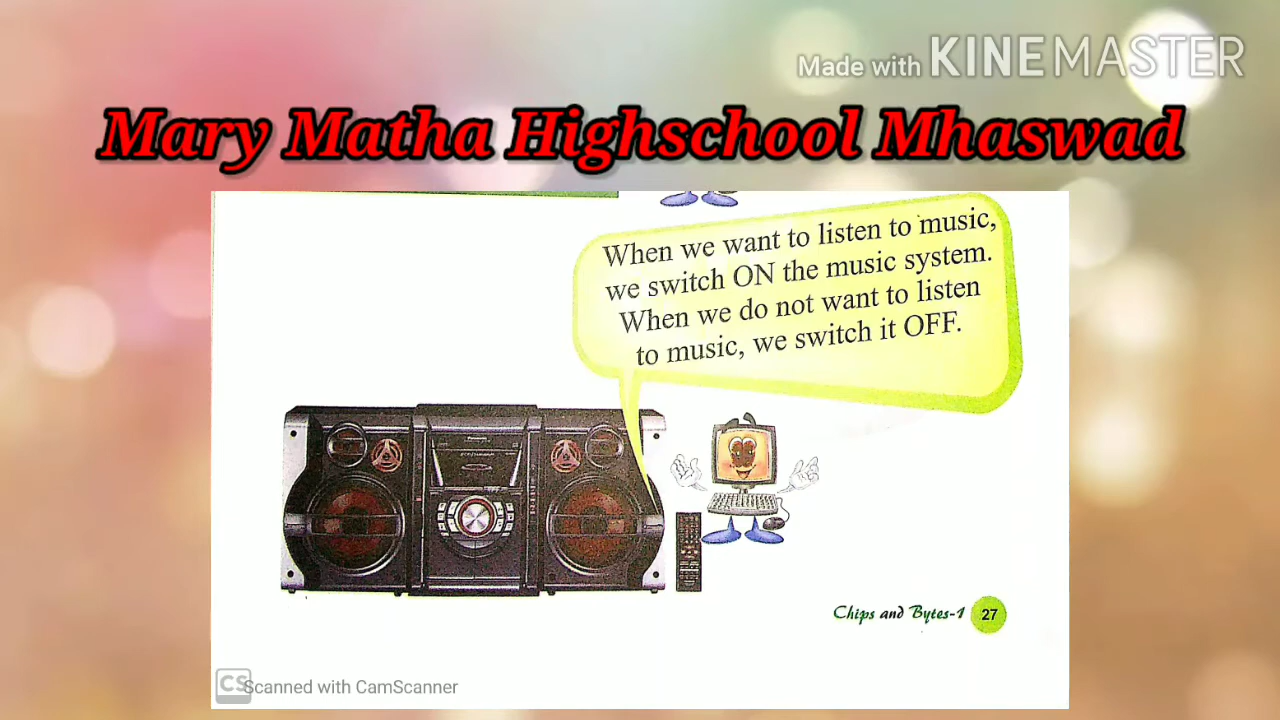 Made with KINEMASTER
Mary Matha Highschool Mhaswad
When we want to listen to music,
we switch ON the music system.
When we do not want to listen
to music, we switch it OFF.
Chips and Bytes-1 27
CS Scanned with CamScanner